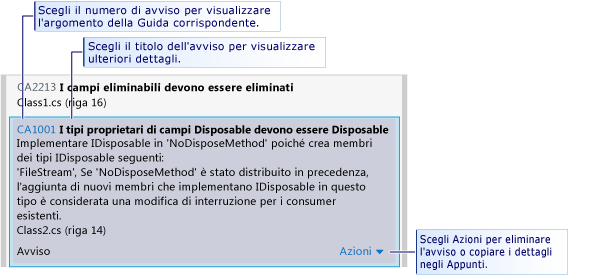 Scegli il numero di avviso per visualizzare
l'argomento della Guida corrispondente.
Scegli il titolo dell'avviso per visualizzare
ulteriori dettagli.
CA2213 I campi eliminabili devono essere eliminati
Class1.cs (riga 16)
CA1001 I tipi proprietari di campi Disposable devono essere Disposable
Implementare IDisposable in 'NoDisposeMethod' poiché crea membri
dei tipi IDisposable seguenti:
'FileStream', Se 'NoDisposeMethod' è stato distribuito in precedenza,
l'aggiunta di nuovi membri che implementano IDisposable in questo
tipo è considerata una modifica di interruzione per i consumer
esistenti.
Class2.cs (riga 14)
Avviso Azioni
Scegli Azioni per eliminare
l'avviso o copiare i dettagli
negli Appunti.